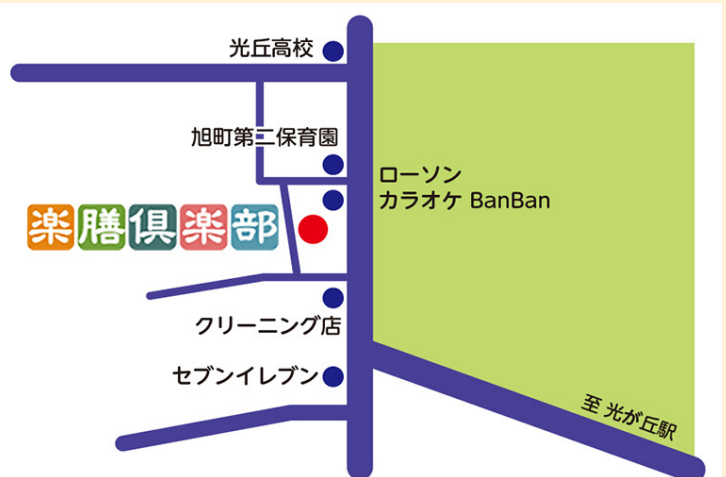 光丘高校
旭町第二保育園
ローソン
カラオケ BanBan
楽膳倶楽部
クリーニング店
セブンイレブン
至 光が丘駅